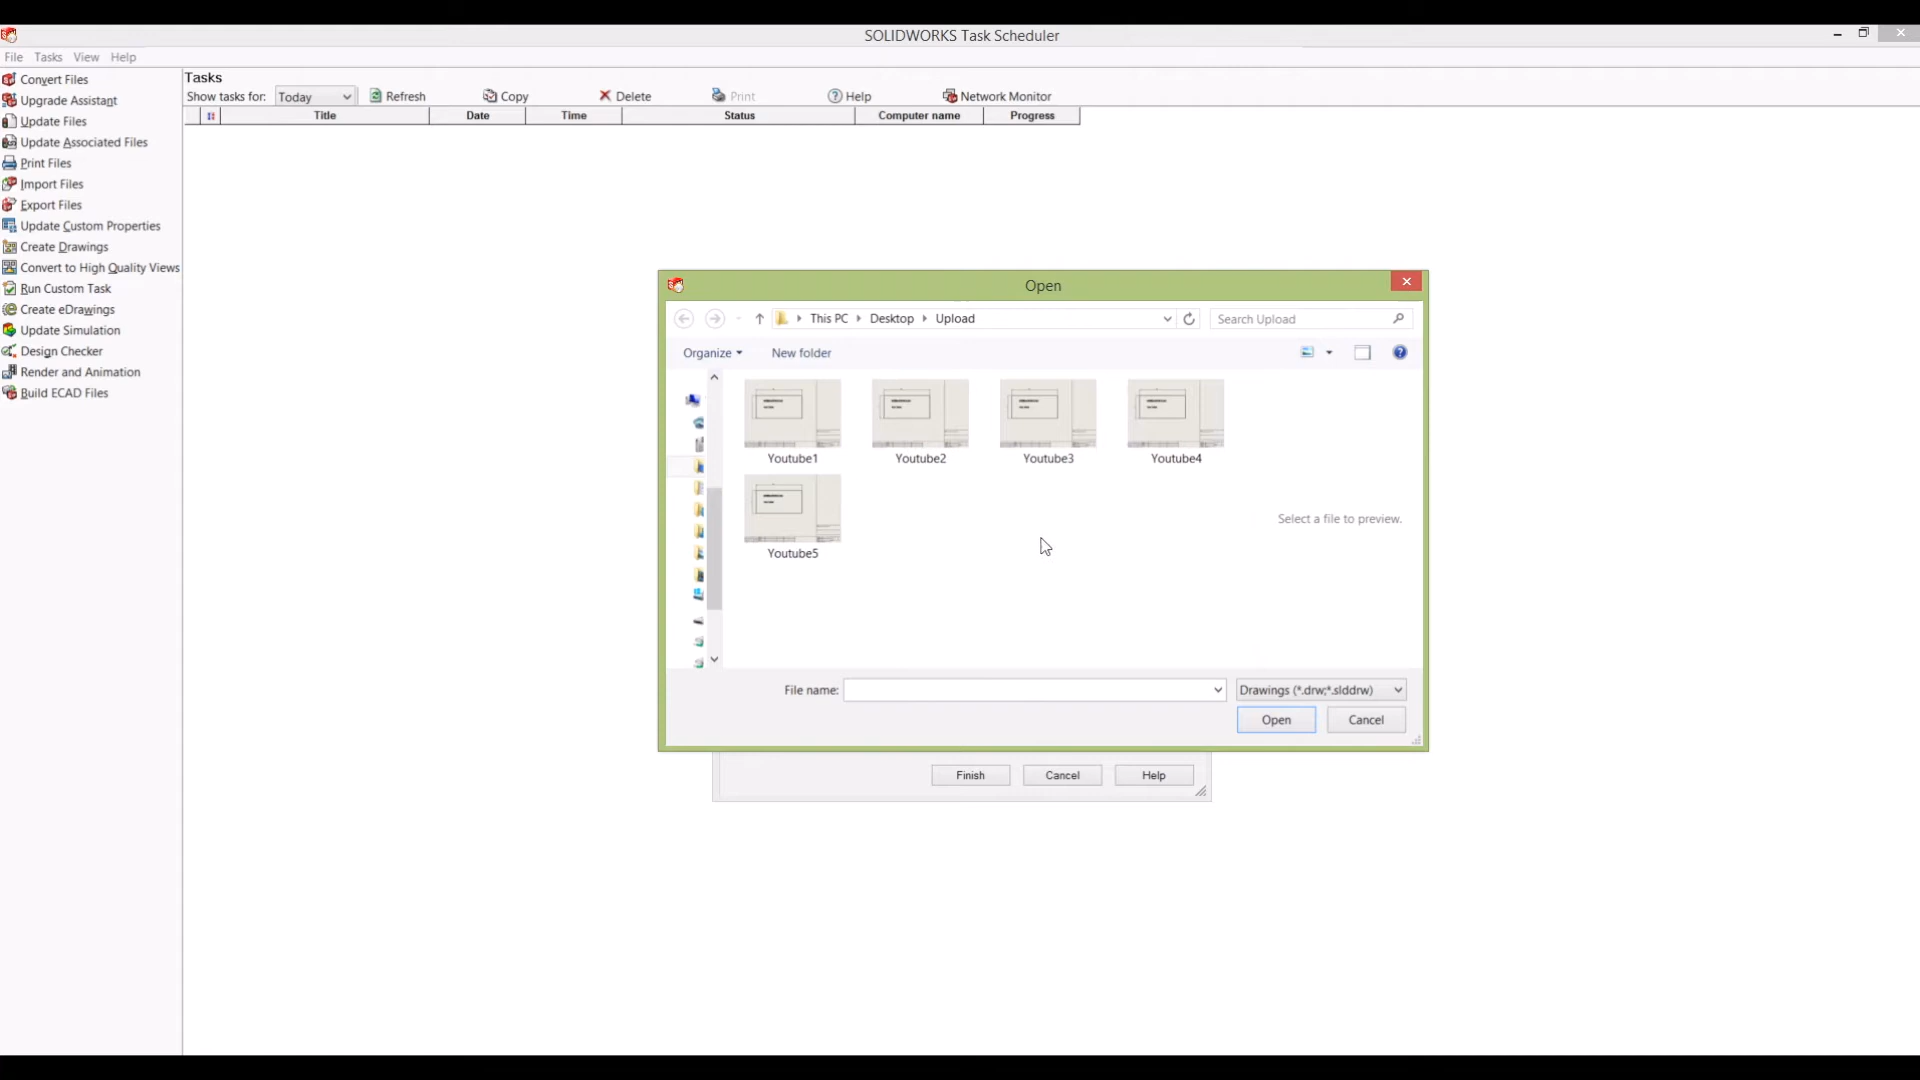 SOLIDWORKS Task Scheduler
File Tasks View Help
Convert Files
Upgrade Assistant
Update Files
Update Associated Files
Print Files
Import Files
Export Files
Update Custom Properties
Create Drawings
Convert to High Quality Views
Run Custom Task
Create eDrawings
Update Simulation
Design Checker
Render and Animation
Build ECAD Files
Tasks
Show tasks for: Today Refresh Copy Delete Print Help Network Monitor
Title Date Time Status Computer name Progress
Open
This PC Desktop Upload Search Upload
Organize New folder
Youtube1 Youtube2 Youtube3 Youtube4
Youtube5
Select a file to preview.
File name: Drawings (*.drw;*.slddrw)
Open Cancel
Finish Cancel Help